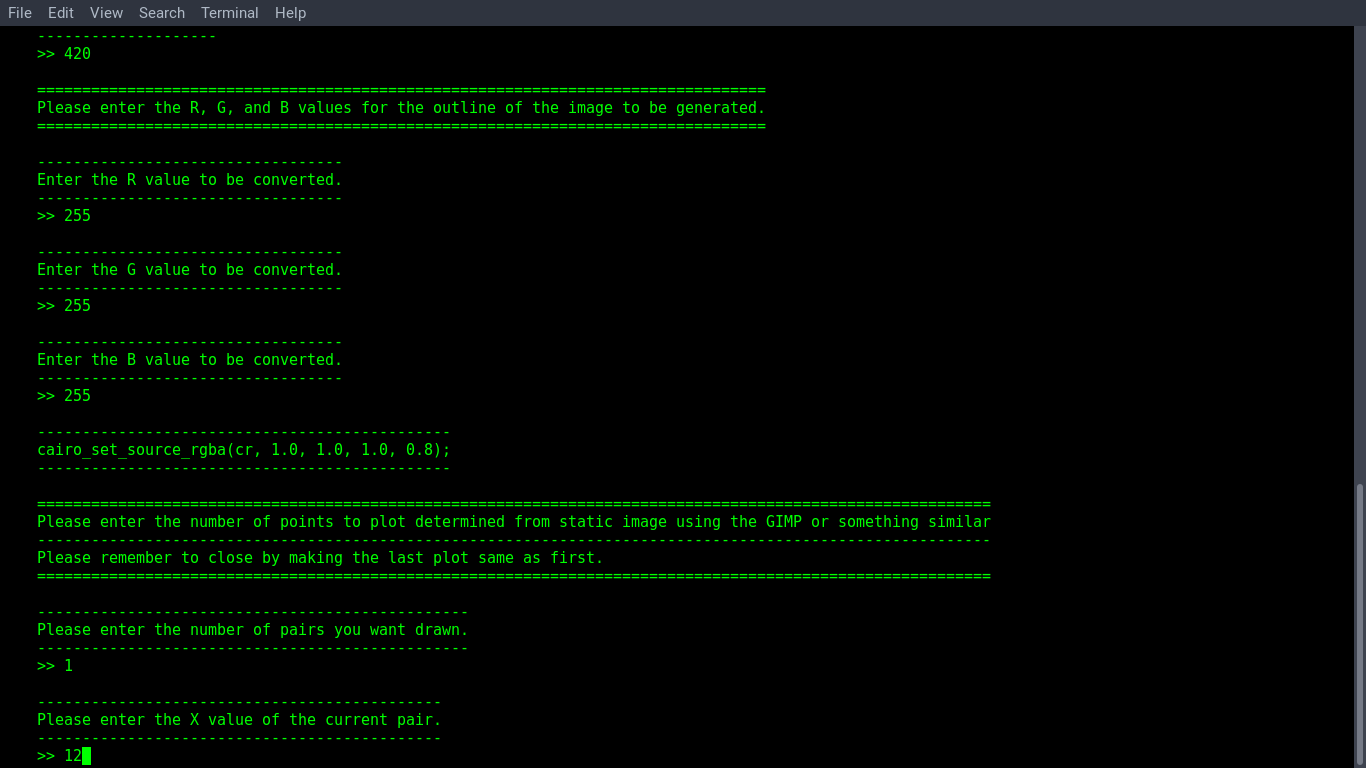 File Edit View Search Terminal Help
--------------------
>> 420
=================================================================================
Please enter the R, G, and B values for the outline of the image to be generated.
=================================================================================
----------------------------------
Enter the R value to be converted.
----------------------------------
>> 255
----------------------------------
Enter the G value to be converted.
----------------------------------
>> 255
----------------------------------
Enter the B value to be converted.
----------------------------------
>> 255
----------------------------------------------
cairo_set_source_rgba(cr, 1.0, 1.0, 1.0, 0.8);
----------------------------------------------
==========================================================================================================
Please enter the number of points to plot determined from static image using the GIMP or something similar
----------------------------------------------------------------------------------------------------------
Please remember to close by making the last plot same as first.
==========================================================================================================
------------------------------------------------
Please enter the number of pairs you want drawn.
------------------------------------------------
>> 1
---------------------------------------------
Please enter the X value of the current pair.
---------------------------------------------
>> 12